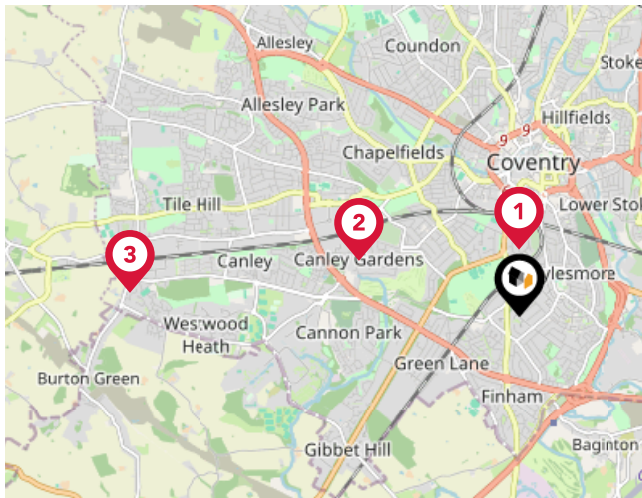 Allesley
Coundon
Stoke
Allesley Park
Hillfields
9
9
Chapelfields
Coventry
Tile Hill
Lower Stok
1
2
3
Canley
Canley Gardens
ylesmore
Westwood
Heath
Cannon Park
Green Lane
Burton Green
Finham
Gibbet Hill
Baginton